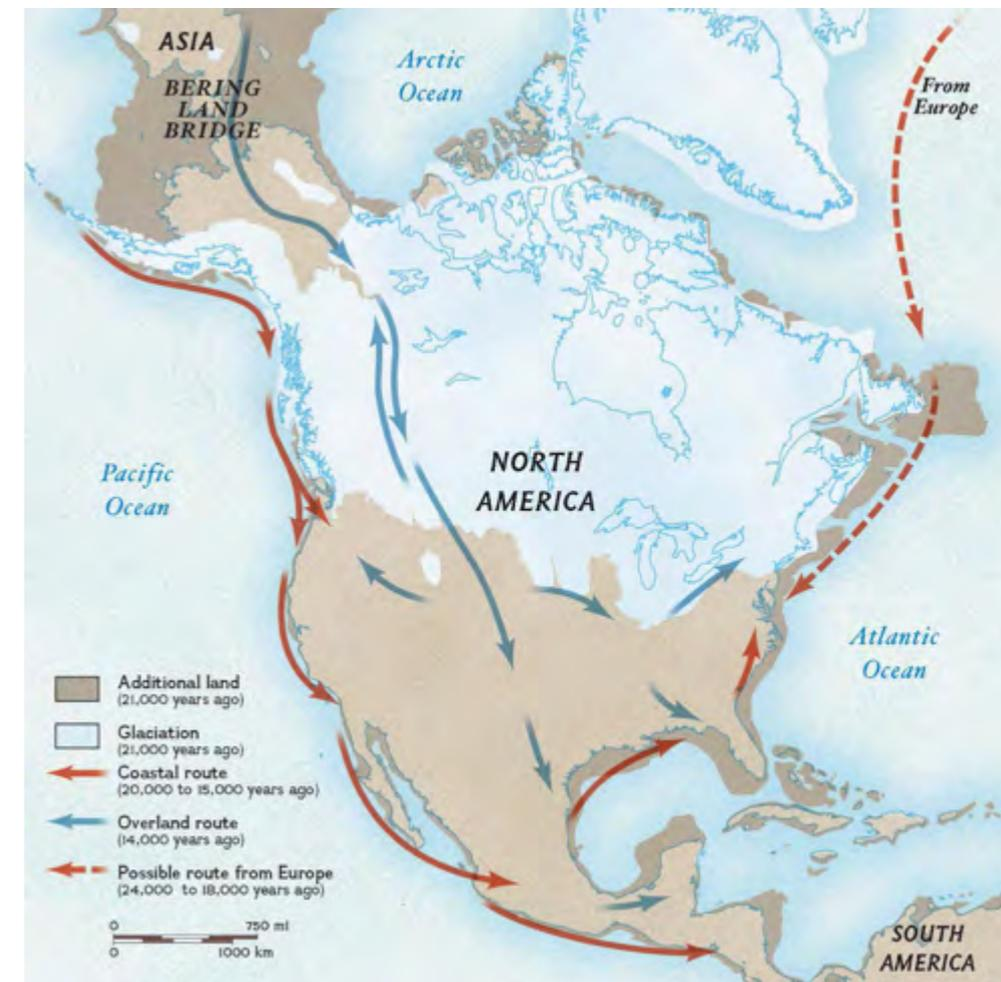 ASIA
BERING
LAND
BRIDGE
Arctic
Ocean
From
Europe
Pacific
Ocean
NORTH
AMERICA
Atlantic
Ocean
Additional land
(21,000 years ago)
Glaciation
(21,000 years ago)
Coastal route
(20,000 to 15,000 years ago)
Overland route
(14,000 years ago)
Possible route from Europe
(24,000 to 18,000 years ago)
0 750 mi
0 1000 km
SOUTH
AMERICA